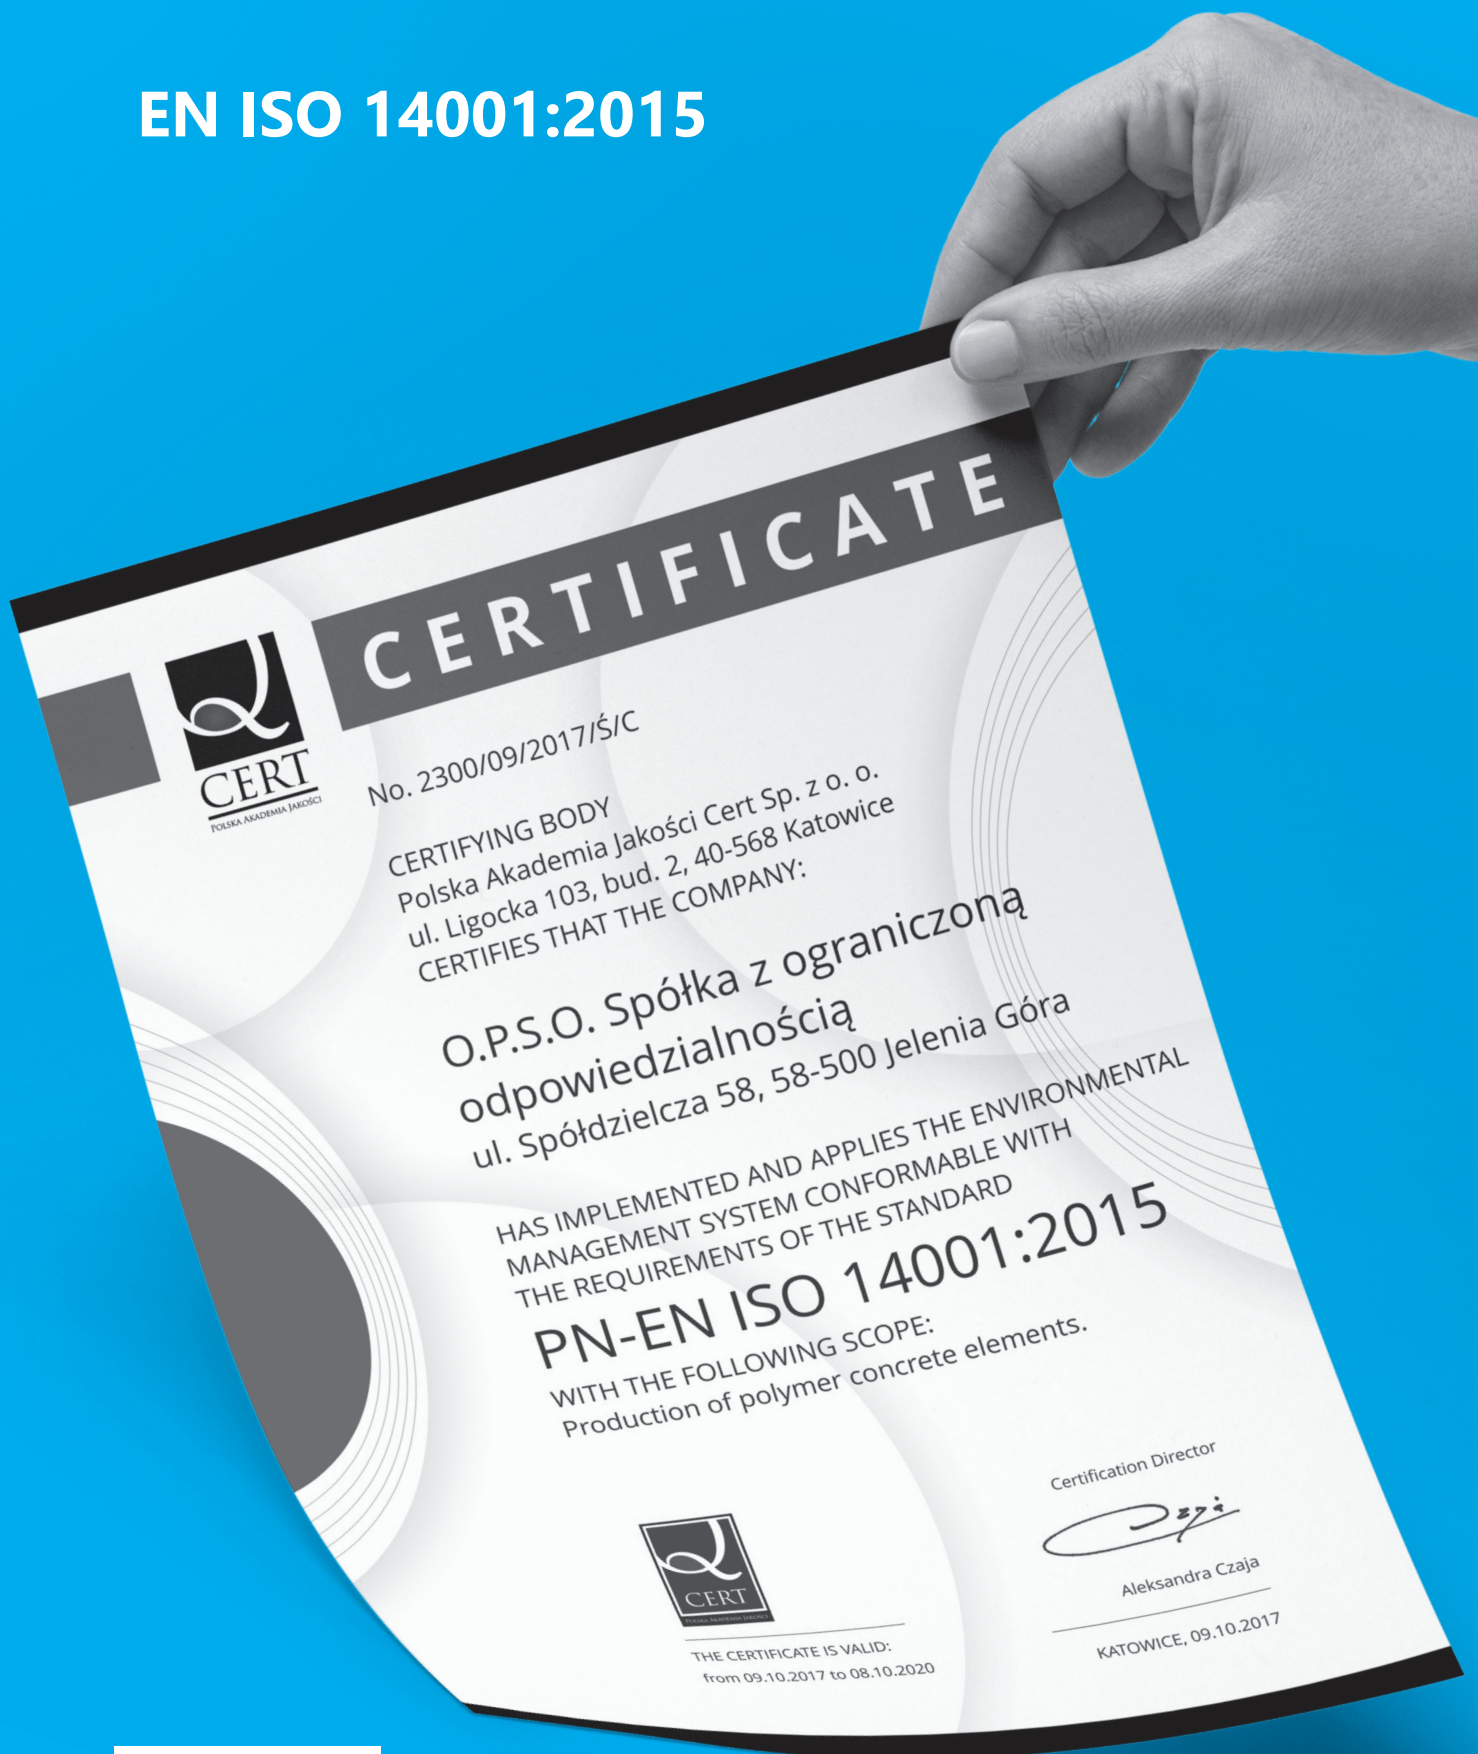 EN ISO 14001:2015
CERTIFICATE
CERT
POLSKA AKADEMIA JAKOŚCI
No. 2300/09/2017/Ś/C
CERTIFYING BODY
Polska Akademia Jakości Cert Sp. z o. o.
ul. Ligocka 103, bud. 2, 40-568 Katowice
CERTIFIES THAT THE COMPANY:
O.P.S.O. Spółka z ograniczoną
odpowiedzialnością
ul. Spółdzielcza 58, 58-500 Jelenia Góra
HAS IMPLEMENTED AND APPLIES THE ENVIRONMENTAL
MANAGEMENT SYSTEM CONFORMABLE WITH
THE REQUIREMENTS OF THE STANDARD
PN-EN ISO 14001:2015
WITH THE FOLLOWING SCOPE:
Production of polymer concrete elements.
Certification Director
Aleksandra Czaja
KATOWICE, 09.10.2017
CERT
POLSKA AKADEMIA JAKOŚCI
THE CERTIFICATE IS VALID:
from 09.10.2017 to 08.10.2020